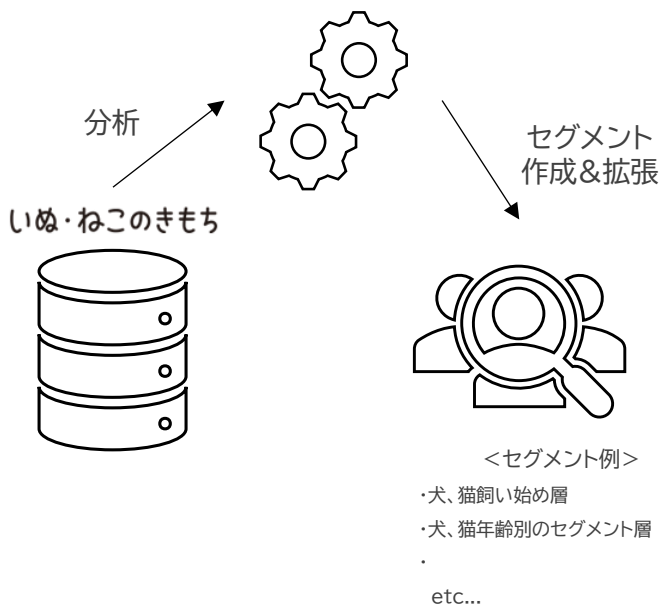 分析
セグメント
作成&拡張
いぬ・ねこのきもち
<セグメント例>
・犬、猫飼い始め層
・犬、猫年齢別のセグメント層
・
etc...